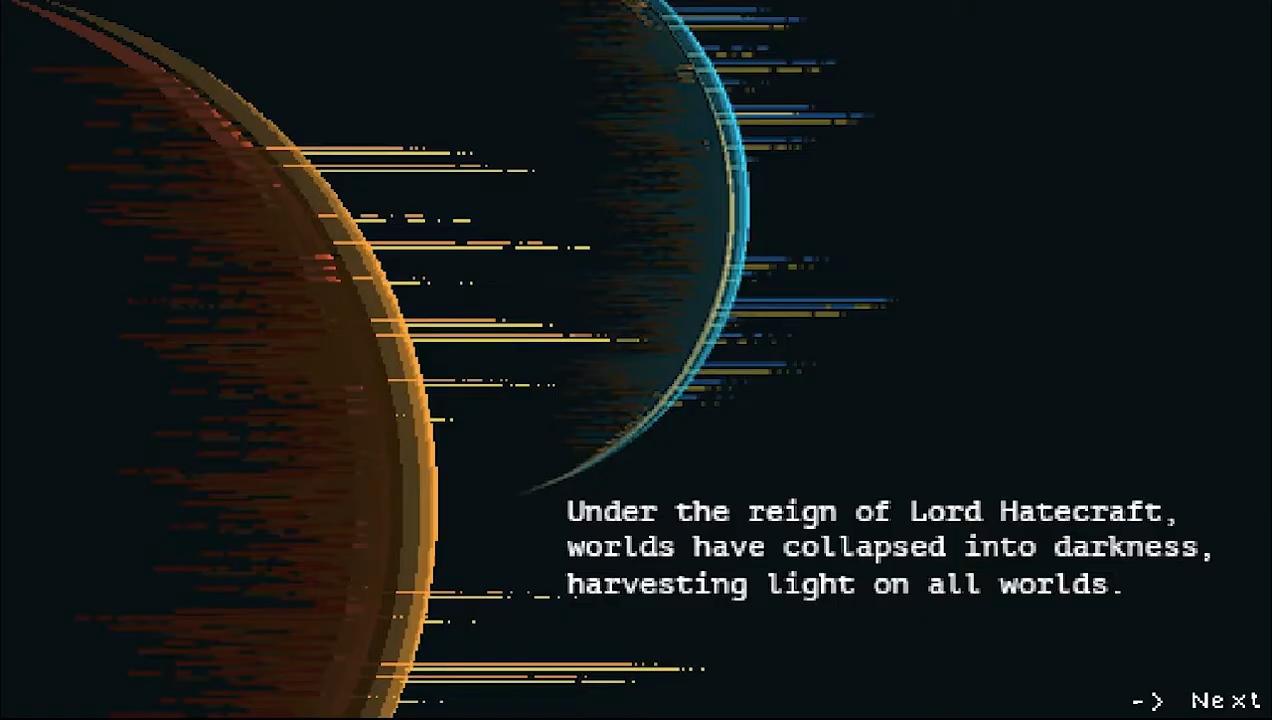 Under the reign of Lord Hatecraft,
worlds have collapsed into darkness,
harvesting light on all worlds.
-> Next